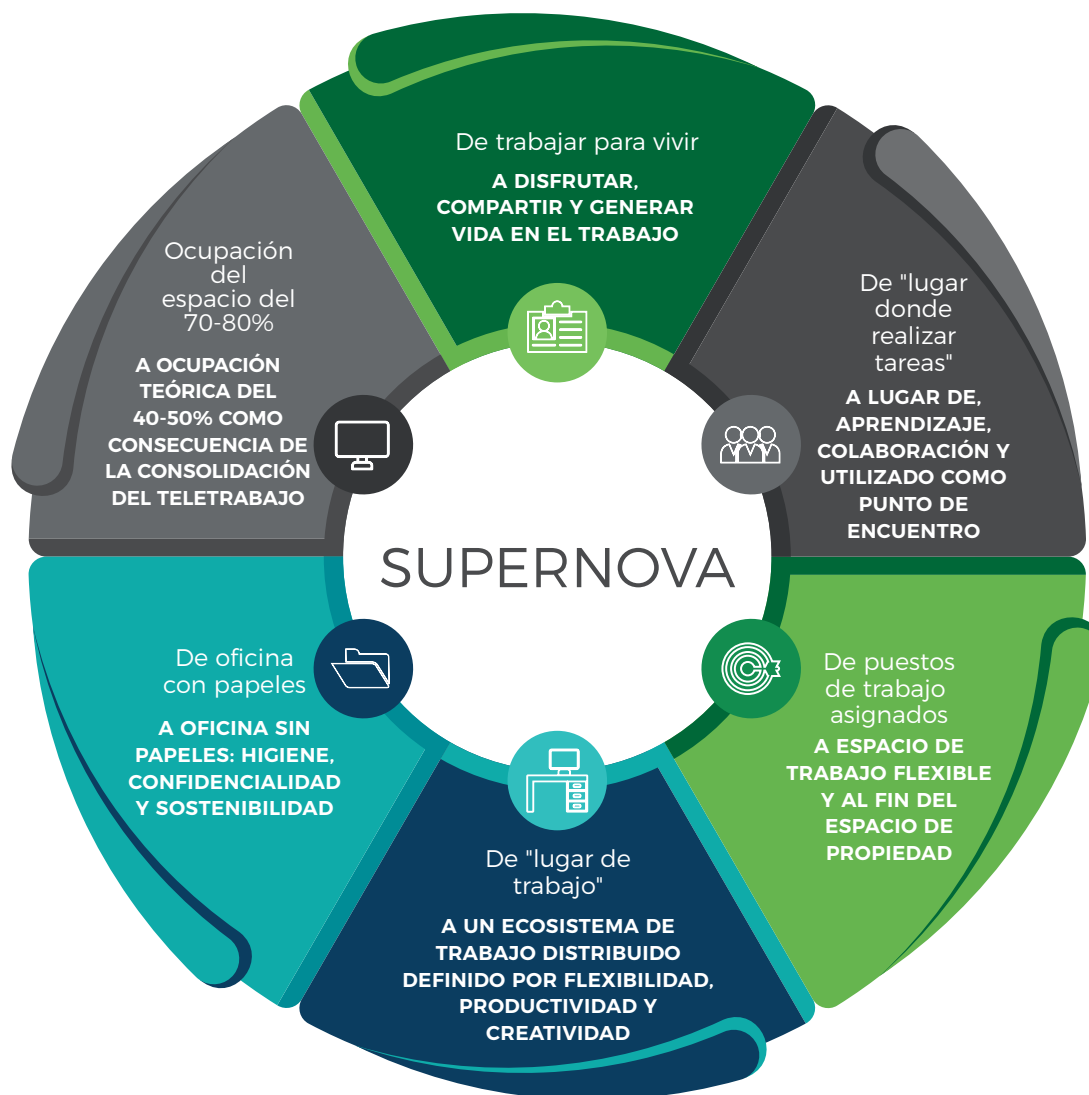 De trabajar para vivir
A DISFRUTAR,
COMPARTIR Y GENERAR
VIDA EN EL TRABAJO
De "lugar
donde
realizar
tareas"
A LUGAR DE,
APRENDIZAJE,
COLABORACIÓN Y
UTILIZADO COMO
PUNTO DE
ENCUENTRO
De puestos
de trabajo
asignados
A ESPACIO DE
TRABAJO FLEXIBLE
Y AL FIN DEL
ESPACIO DE
PROPIEDAD
De "lugar de
trabajo"
A UN ECOSISTEMA DE
TRABAJO DISTRIBUIDO
DEFINIDO POR FLEXIBILIDAD,
PRODUCTIVIDAD Y
CREATIVIDAD
De oficina
con papeles
A OFICINA SIN
PAPELES: HIGIENE,
CONFIDENCIALIDAD
Y SOSTENIBILIDAD
Ocupación
del
espacio del
70-80%
A OCUPACIÓN
TEÓRICA DEL
40-50% COMO
CONSECUENCIA DE
LA CONSOLIDACIÓN
DEL TELETRABAJO
SUPERNOVA